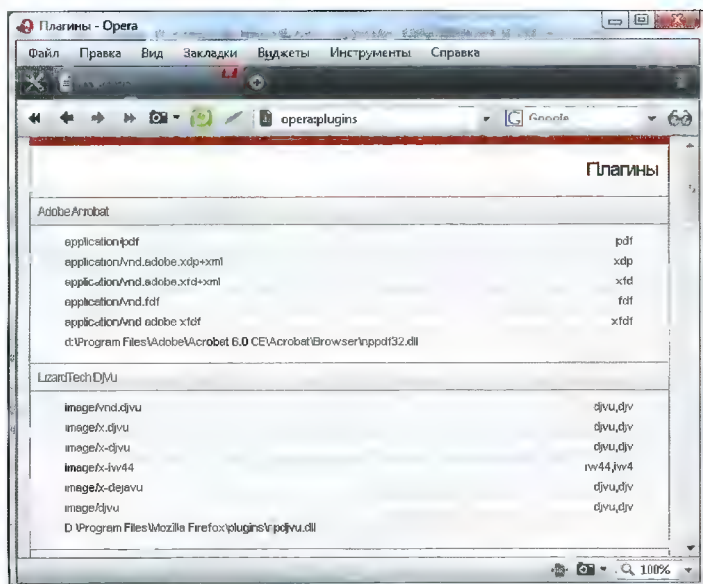 Плагины - Opera
Файл Правка Вид Закладки Виджеты Инструменты Справка
opera:plugins Google
Плагины
Adobe Acrobat
application/pdf pdf
application/vnd.adobe.xdp+xml xdp
application/vnd.adobe.xfd+xml xfd
application/vnd.fdf fdf
application/vnd adobe xfdf xfdf
d:\Program Files\Adobe\Acrobat 6.0 CE\Acrobat\Browser\nppdf32.dll
LizardTech DjVu
image/vnd.djvu djvu,djv
image/x.djvu djvu,djv
image/x-djvu djvu,djv
image/x-iw44 iw44,iw4
image/x-dejavu djvu,djv
image/djvu djvu,djv
D:\Program Files\Mozilla Firefox\plugins\npdjvu.dll
100%